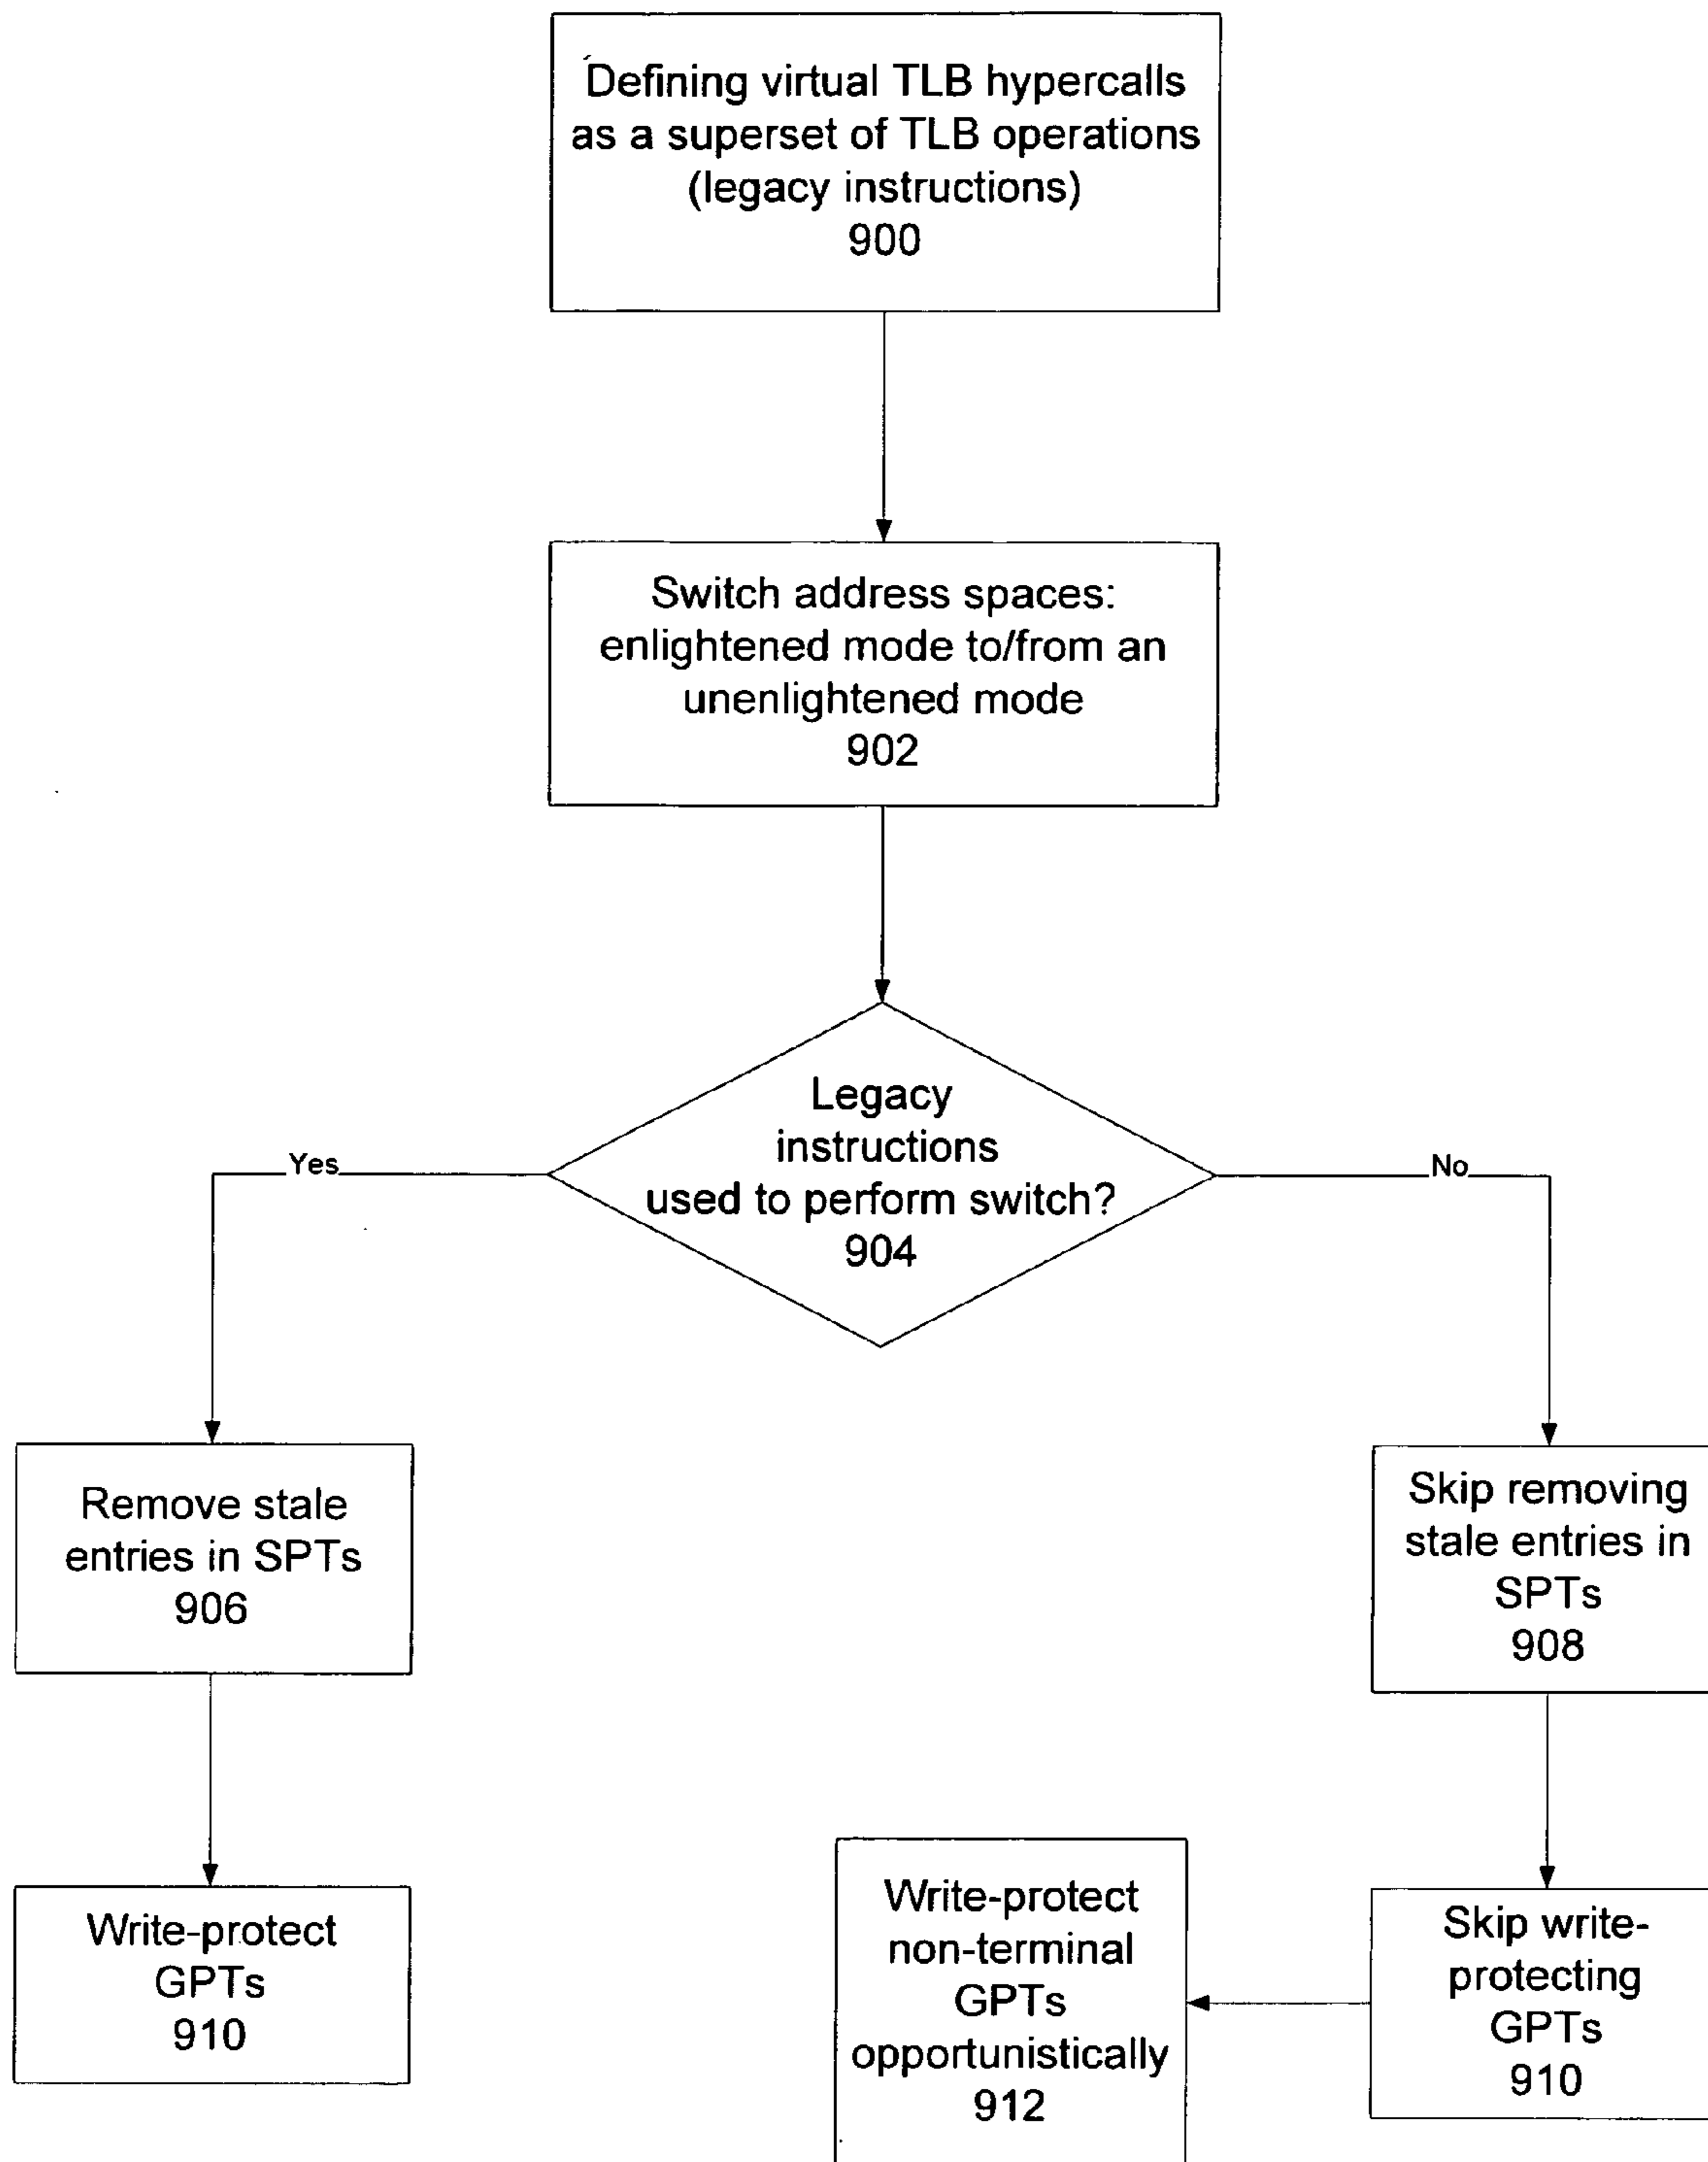 Defining virtual TLB hypercalls
as a superset of TLB operations
(legacy instructions)
900
Switch address spaces:
enlightened mode to/from an
unenlightened mode
902
Legacy
instructions
used to perform switch?
904
Yes
No
Remove stale
entries in SPTs
906
Skip removing
stale entries in
SPTs
908
Write-protect
GPTs
910
Write-protect
non-terminal
GPTs
opportunistically
912
Skip write-
protecting
GPTs
910